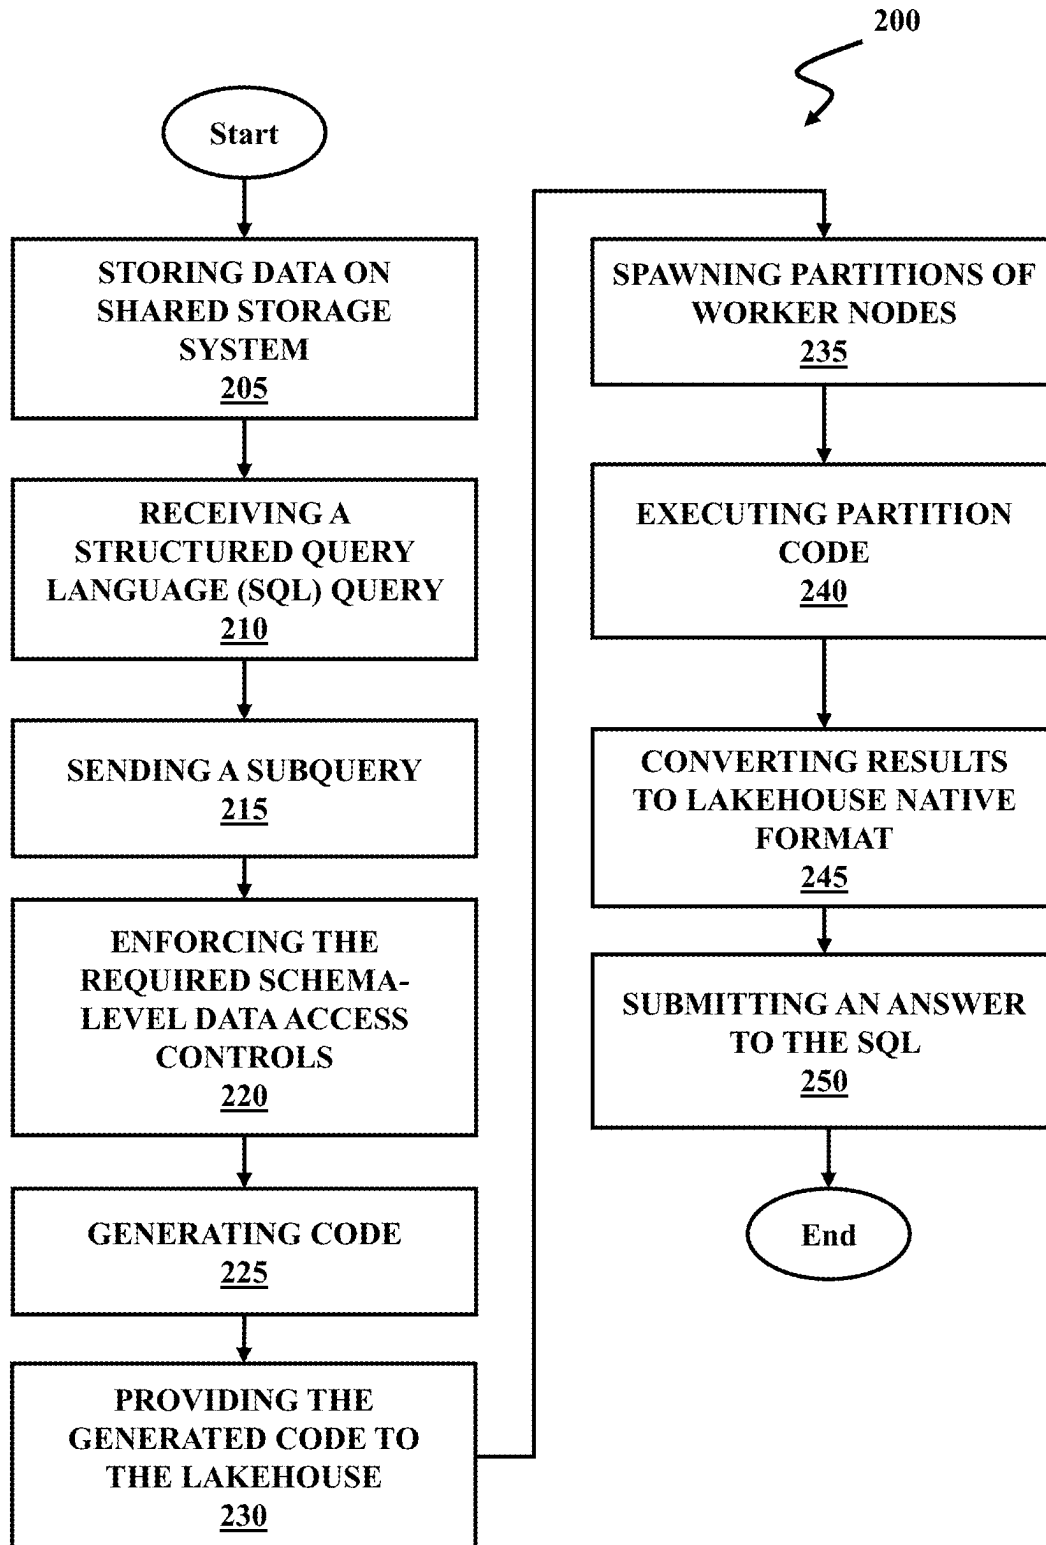 200
Start
STORING DATA ON
SHARED STORAGE
SYSTEM
205
RECEIVING A
STRUCTURED QUERY
LANGUAGE (SQL) QUERY
210
SENDING A SUBQUERY
215
ENFORCING THE
REQUIRED SCHEMA-
LEVEL DATA ACCESS
CONTROLS
220
GENERATING CODE
225
PROVIDING THE
GENERATED CODE TO
THE LAKEHOUSE
230
SPAWNING PARTITIONS OF
WORKER NODES
235
EXECUTING PARTITION
CODE
240
CONVERTING RESULTS
TO LAKEHOUSE NATIVE
FORMAT
245
SUBMITTING AN ANSWER
TO THE SQL
250
End